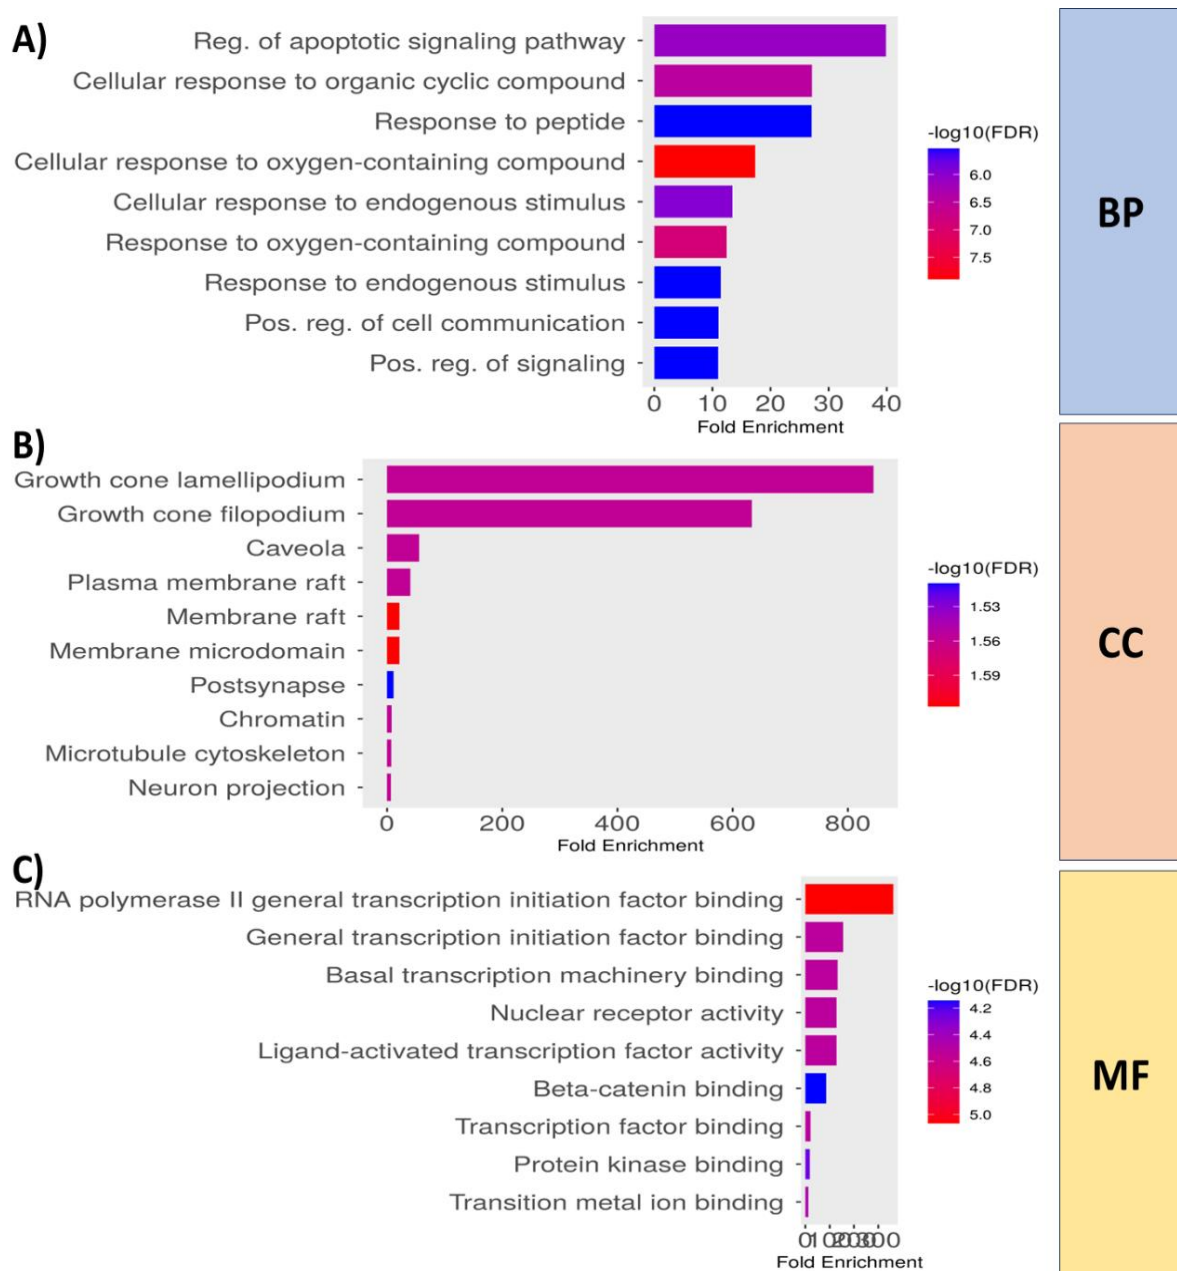 A)
Reg. of apoptotic signaling pathway
Cellular response to organic cyclic compound
Response to peptide
Cellular response to oxygen-containing compound
Cellular response to endogenous stimulus
Response to oxygen-containing compound
Response to endogenous stimulus
Pos. reg. of cell communication
Pos. reg. of signaling
0 10 20 30 40
Fold Enrichment
-log10(FDR)
6.0
6.5
7.0
7.5
BP
B)
Growth cone lamellipodium
Growth cone filopodium
Caveola
Plasma membrane raft
Membrane raft
Membrane microdomain
Postsynapse
Chromatin
Microtubule cytoskeleton
Neuron projection
0 200 400 600 800
Fold Enrichment
-log10(FDR)
1.53
1.56
1.59
CC
C)
RNA polymerase II general transcription initiation factor binding
General transcription initiation factor binding
Basal transcription machinery binding
Nuclear receptor activity
Ligand-activated transcription factor activity
Beta-catenin binding
Transcription factor binding
Protein kinase binding
Transition metal ion binding
0 100 200 300
Fold Enrichment
-log10(FDR)
4.2
4.4
4.6
4.8
5.0
MF